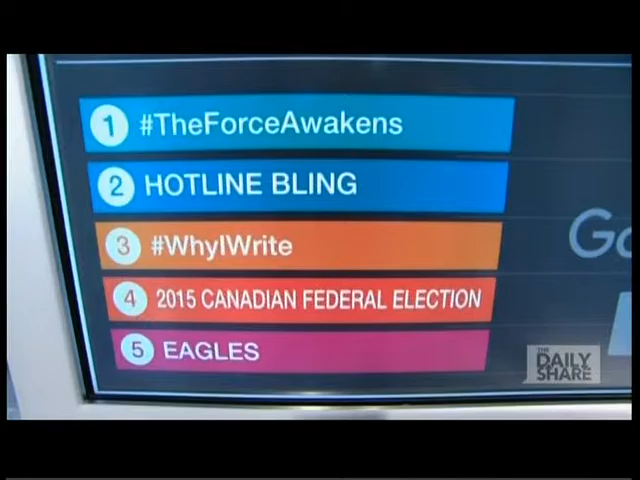 1 #TheForceAwakens
2 HOTLINE BLING
3 #WhyIWrite
4 2015 CANADIAN FEDERAL ELECTION
5 EAGLES
THE
DAILY
SHARE